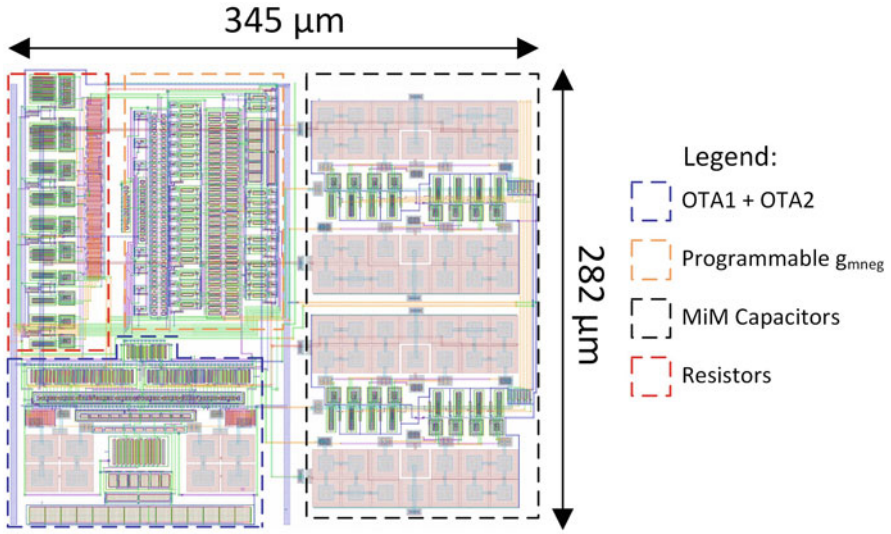 345 µm
282 µm
Legend:
OTA1 + OTA2
Programmable gmneg
MiM Capacitors
Resistors